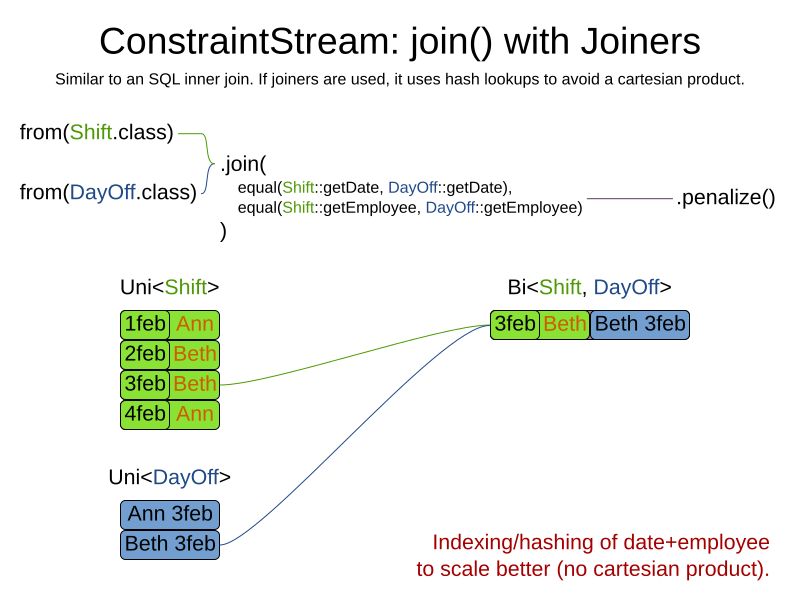 ConstraintStream: join() with Joiners
Similar to an SQL inner join. If joiners are used, it uses hash lookups to avoid a cartesian product.
from(Shift.class)
from(DayOff.class)
.join(
equal(Shift::getDate, DayOff::getDate),
equal(Shift::getEmployee, DayOff::getEmployee)
)
.penalize()
Uni<Shift>
1feb Ann
2feb Beth
3feb Beth
4feb Ann
Bi<Shift, DayOff>
3feb Beth Beth 3feb
Uni<DayOff>
Ann 3feb
Beth 3feb
Indexing/hashing of date+employee
to scale better (no cartesian product).